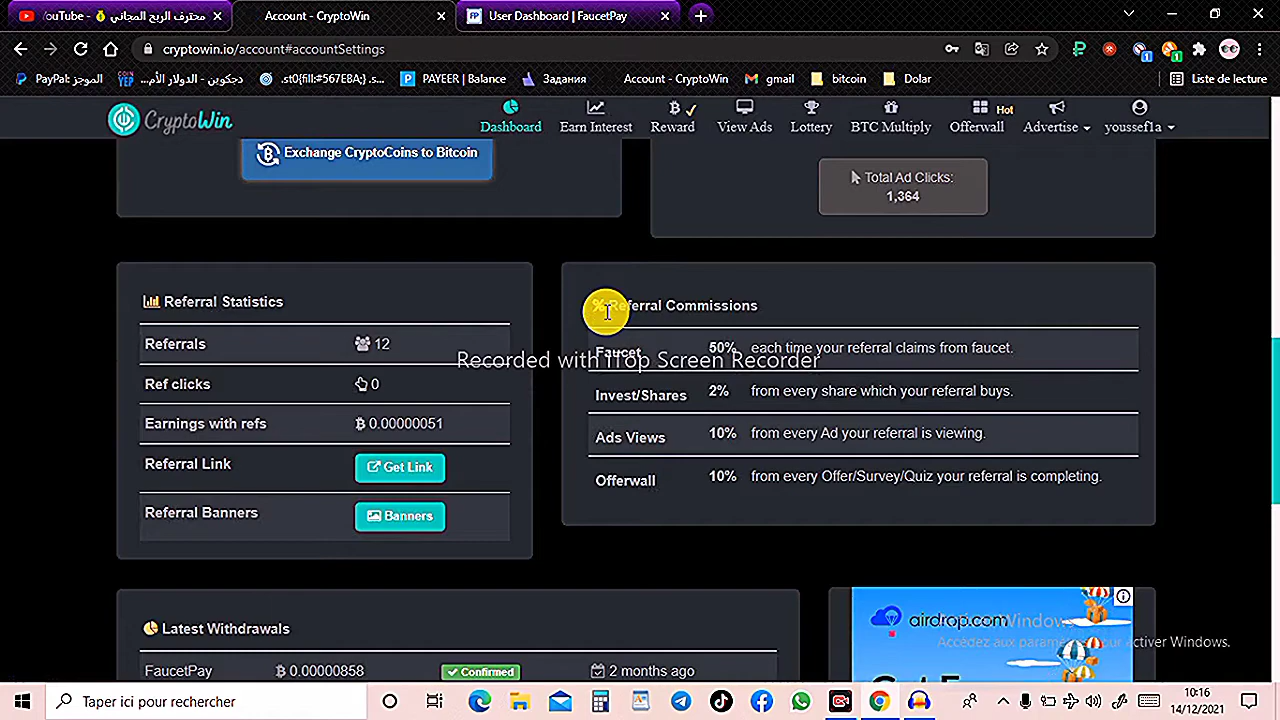 YouTube - 💰 محترف الربح المجاني
Account - CryptoWin
User Dashboard | FaucetPay
cryptowin.io/account#accountSettings
PayPal: الموجز
COIN YEP
دجكوين - الدولار الأم...
.st0{fill:#567E8A;} .s...
PAYEER | Balance
Задания
Account - CryptoWin
gmail
bitcoin
Dolar
Liste de lecture
CryptoWin
Dashboard
Earn Interest
Reward
View Ads
Lottery
BTC Multiply
Hot
Offerwall
Advertise
youssef1a
Exchange CryptoCoins to Bitcoin
Total Ad Clicks:
1,364
Referral Statistics
Referrals 12
Ref clicks 0
Earnings with refs ₿ 0.00000051
Referral Link Get Link
Referral Banners Banners
% Referral Commissions
Faucet 50% each time your referral claims from faucet.
Invest/Shares 2% from every share which your referral buys.
Ads Views 10% from every Ad your referral is viewing.
Offerwall 10% from every Offer/Survey/Quiz your referral is completing.
Recorded with iTop Screen Recorder
Latest Withdrawals
FaucetPay ₿ 0.00000858 Confirmed 2 months ago
airdrop.com
Windows
Accédez aux paramètres pour activer Windows.
Taper ici pour rechercher
10:16
14/12/2021